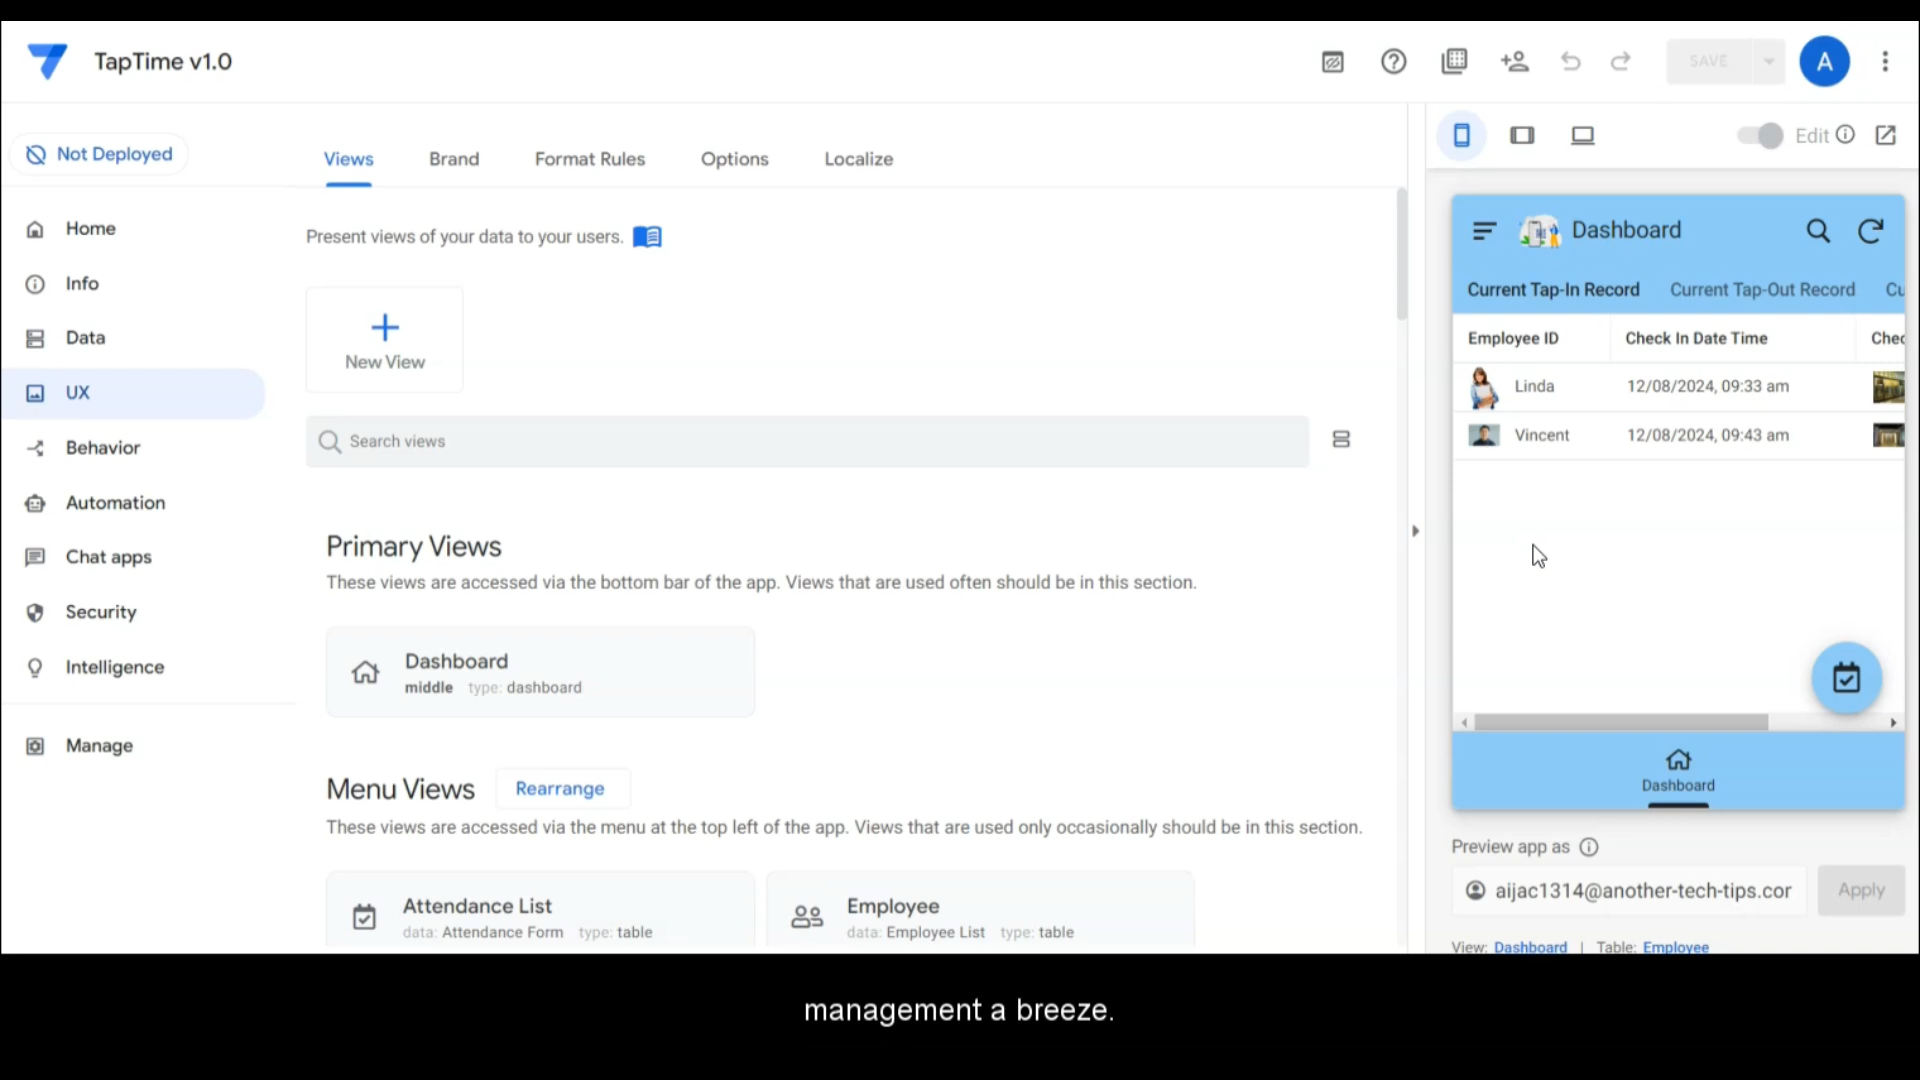 TapTime v1.0
SAVE
A
Not Deployed
Views
Brand
Format Rules
Options
Localize
Edit
Home
Info
Data
UX
Behavior
Automation
Chat apps
Security
Intelligence
Manage
Present views of your data to your users.
New View
Search views
Primary Views
These views are accessed via the bottom bar of the app. Views that are used often should be in this section.
Dashboard
middle type: dashboard
Menu Views
Rearrange
These views are accessed via the menu at the top left of the app. Views that are used only occasionally should be in this section.
Attendance List
data: Attendance Form type: table
Employee
data: Employee List type: table
Dashboard
Current Tap-In Record
Current Tap-Out Record
Cu
Employee ID
Check In Date Time
Chec
Linda
12/08/2024, 09:33 am
Vincent
12/08/2024, 09:43 am
Dashboard
Preview app as
aijac1314@another-tech-tips.cor
Apply
View: Dashboard | Table: Employee
management a breeze.